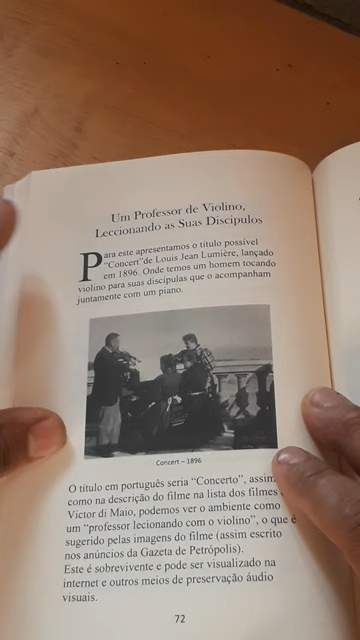 Um Professor de Violino,
Leccionando as Suas Discipulos
Para este apresentamos o titulo possível
“Concert”de Louis Jean Lumière, lançado
em 1896. Onde temos um homem tocando
violino para suas discipulas que o acompanham
juntamente com um piano.
Concert – 1896
O título em português seria “Concerto”, assim
como na descrição do filme na lista dos filmes
Victor di Maio, podemos ver o ambiente como
um “professor lecionando com o violino”, o que é
sugerido pelas imagens do filme (assim escrito
nos anúncios da Gazeta de Petrópolis).
Este é sobrevivente e pode ser visualizado na
internet e outros meios de preservação áudio
visuais.
72